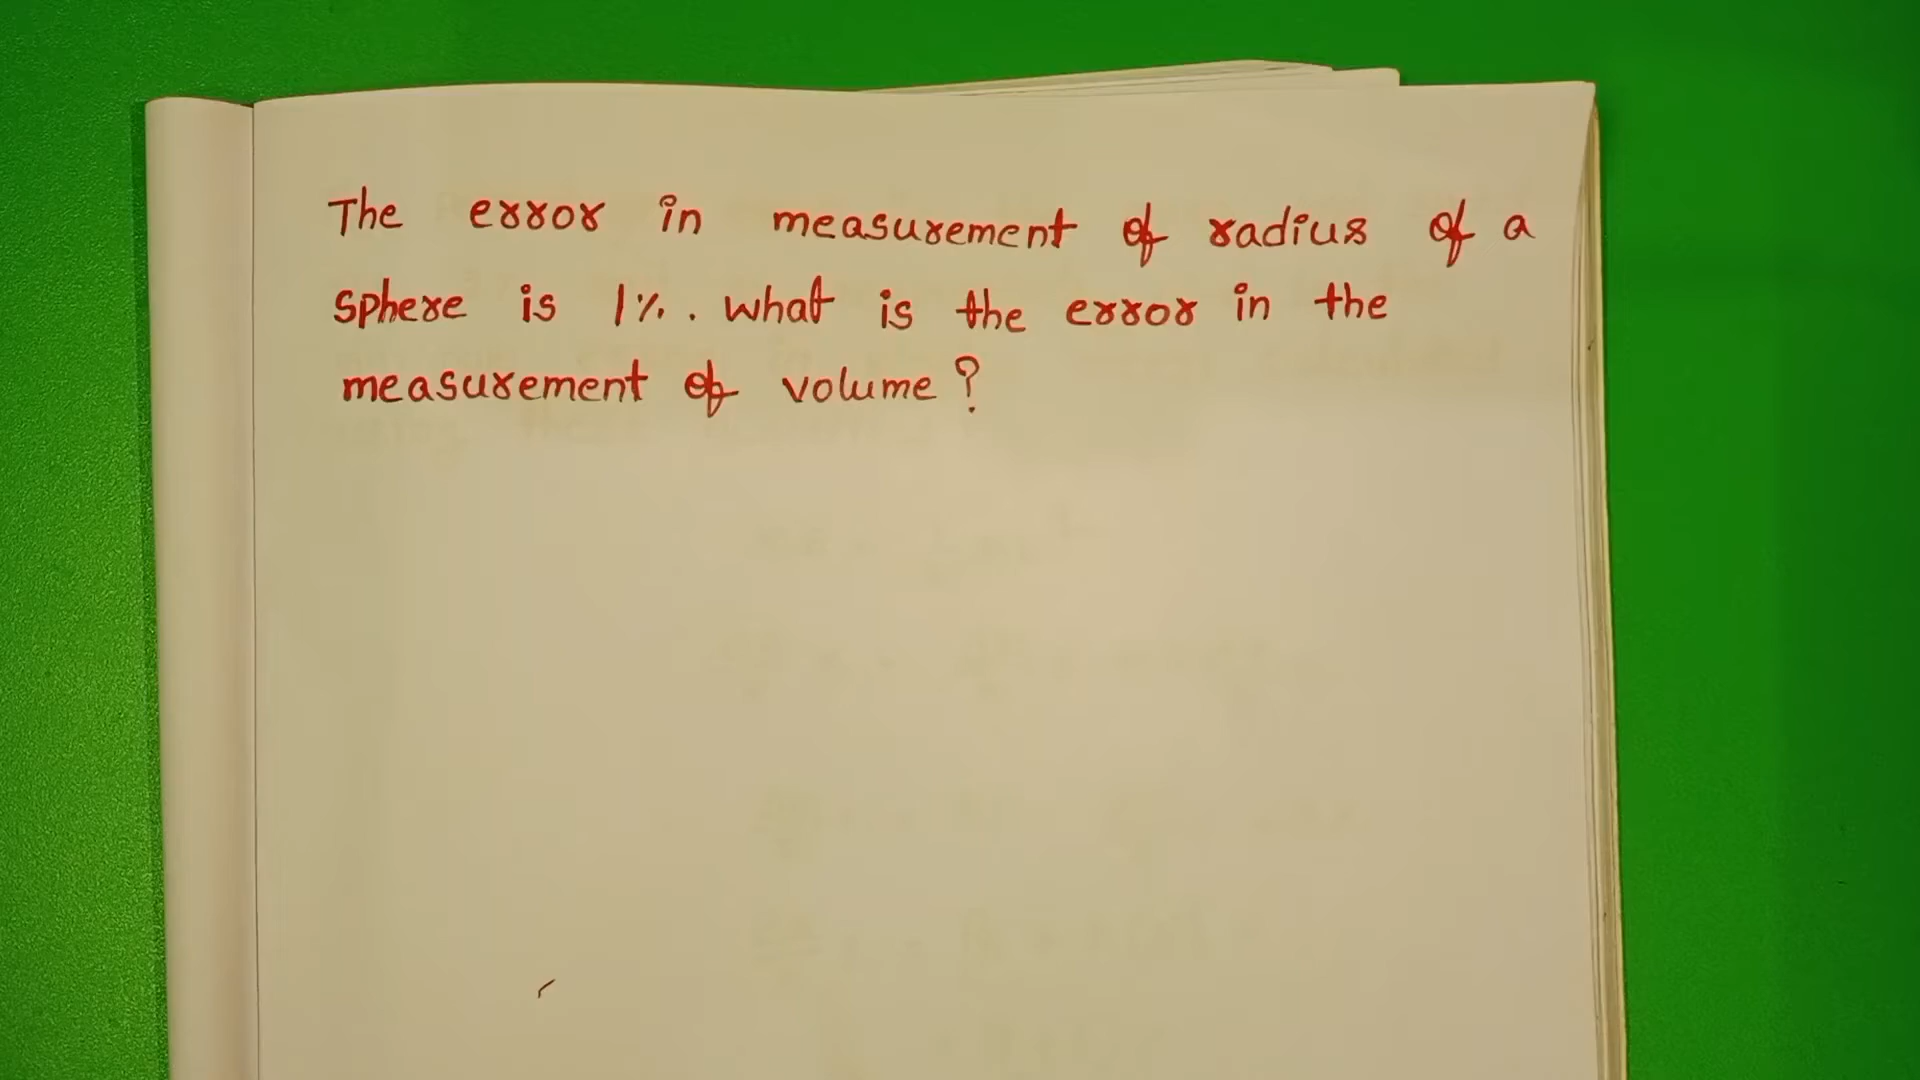 The error in measurement of radius of a
sphere is 1%. what is the error in the
measurement of volume?